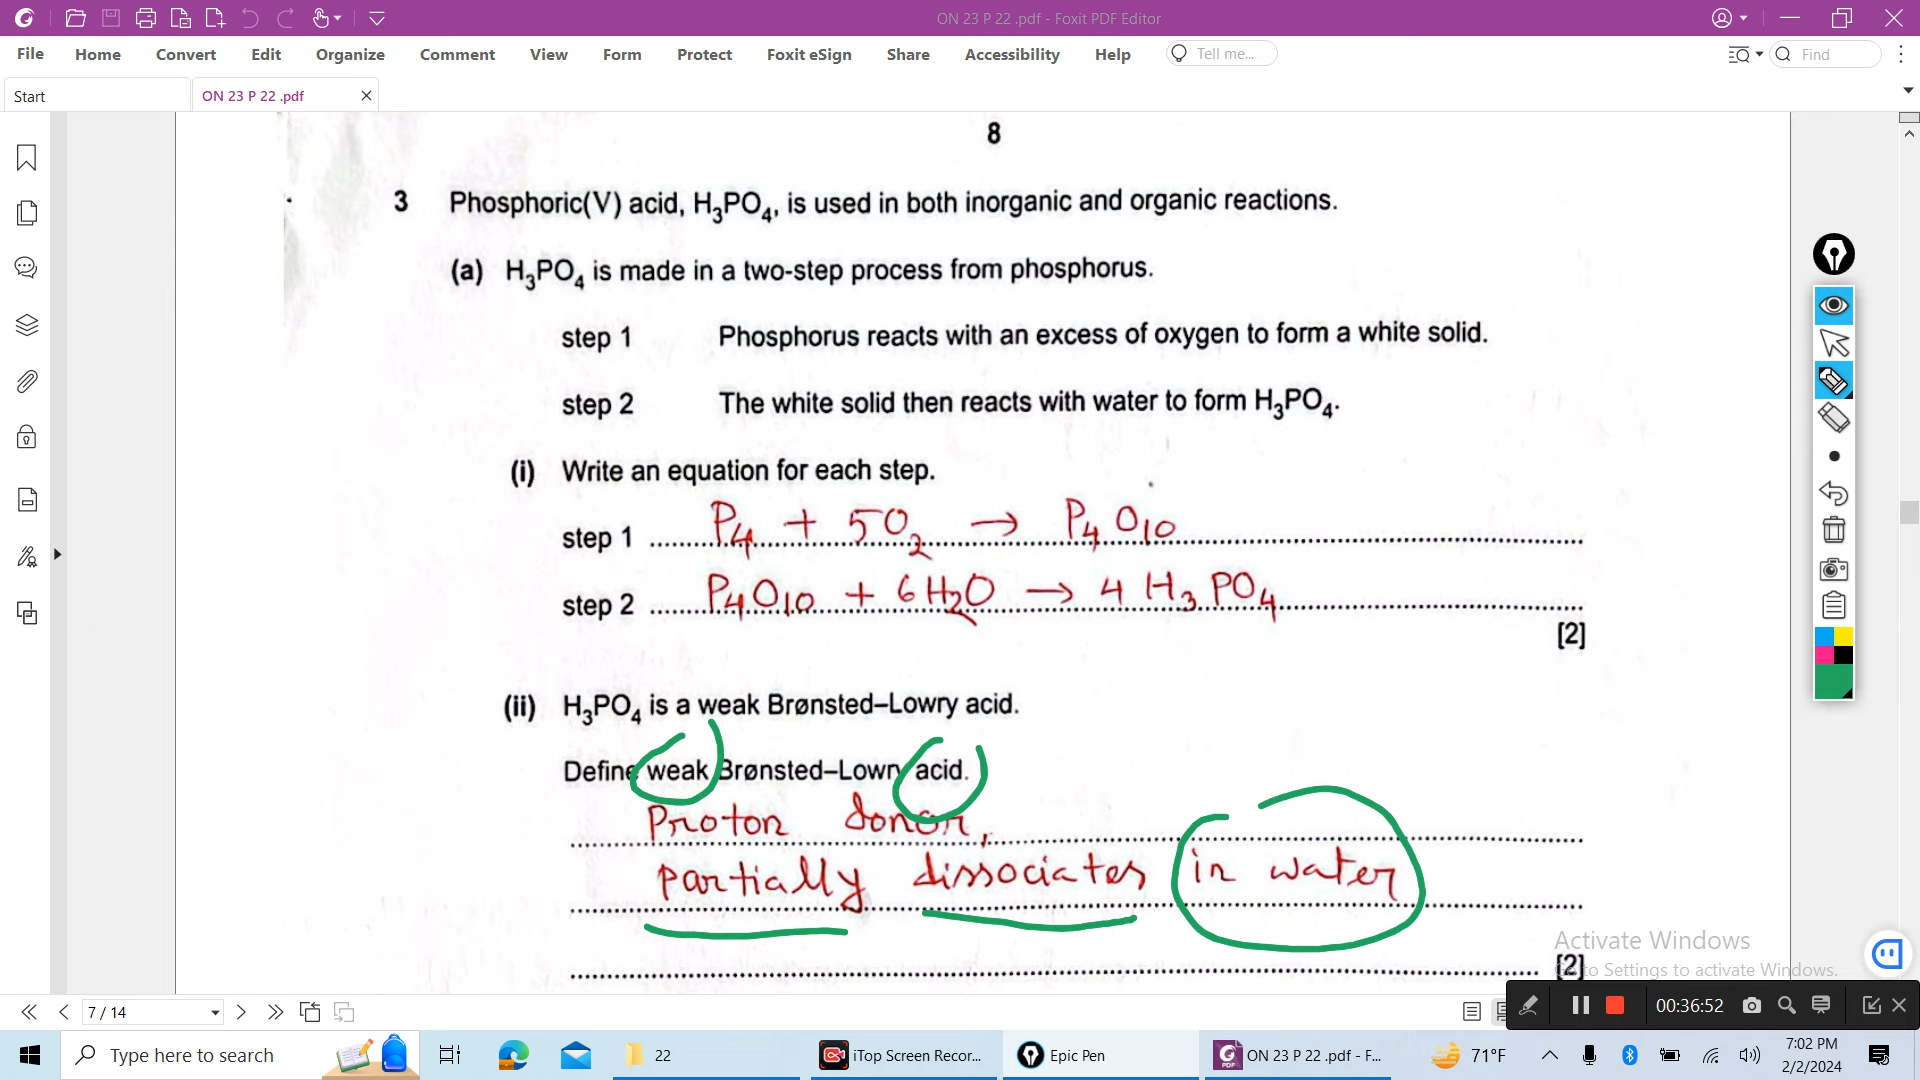 ON 23 P 22 .pdf - Foxit PDF Editor
File Home Convert Edit Organize Comment View Form Protect Foxit eSign Share Accessibility Help Tell me... Find
Start ON 23 P 22 .pdf
8
3 Phosphoric(V) acid, H₃PO₄, is used in both inorganic and organic reactions.
(a) H₃PO₄ is made in a two-step process from phosphorus.
step 1 Phosphorus reacts with an excess of oxygen to form a white solid.
step 2 The white solid then reacts with water to form H₃PO₄.
(i) Write an equation for each step.
step 1 P₄ + 5O₂ → P₄O₁₀
step 2 P₄O₁₀ + 6H₂O → 4 H₃PO₄
[2]
(ii) H₃PO₄ is a weak Brønsted–Lowry acid.
Define weak Brønsted–Lowry acid.
Proton donor,
partially dissociates in water
Activate Windows
[2]
Go to Settings to activate Windows.
7 / 14
00:36:52
Type here to search 22 iTop Screen Recor... Epic Pen ON 23 P 22 .pdf - F... 71°F 7:02 PM
2/2/2024